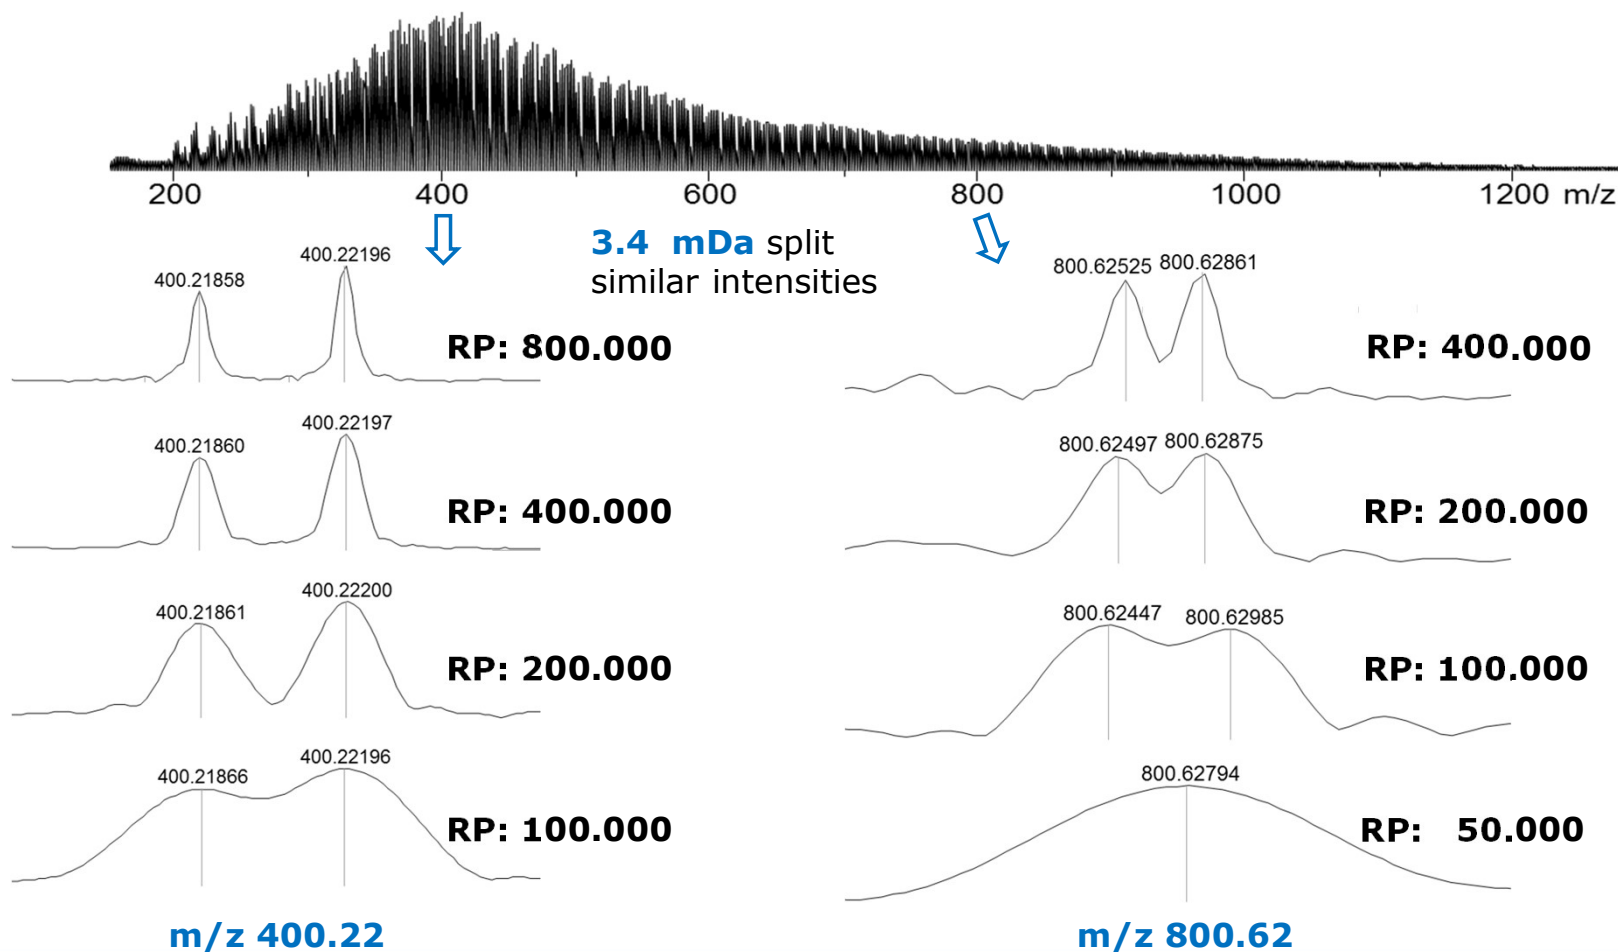 200 400 600 800 1000 1200 m/z
3.4 mDa split
similar intensities
400.21858 400.22196
RP: 800.000
400.21860 400.22197
RP: 400.000
400.21861 400.22200
RP: 200.000
400.21866 400.22196
RP: 100.000
m/z 400.22
800.62525 800.62861
RP: 400.000
800.62497 800.62875
RP: 200.000
800.62447 800.62985
RP: 100.000
800.62794
RP: 50.000
m/z 800.62